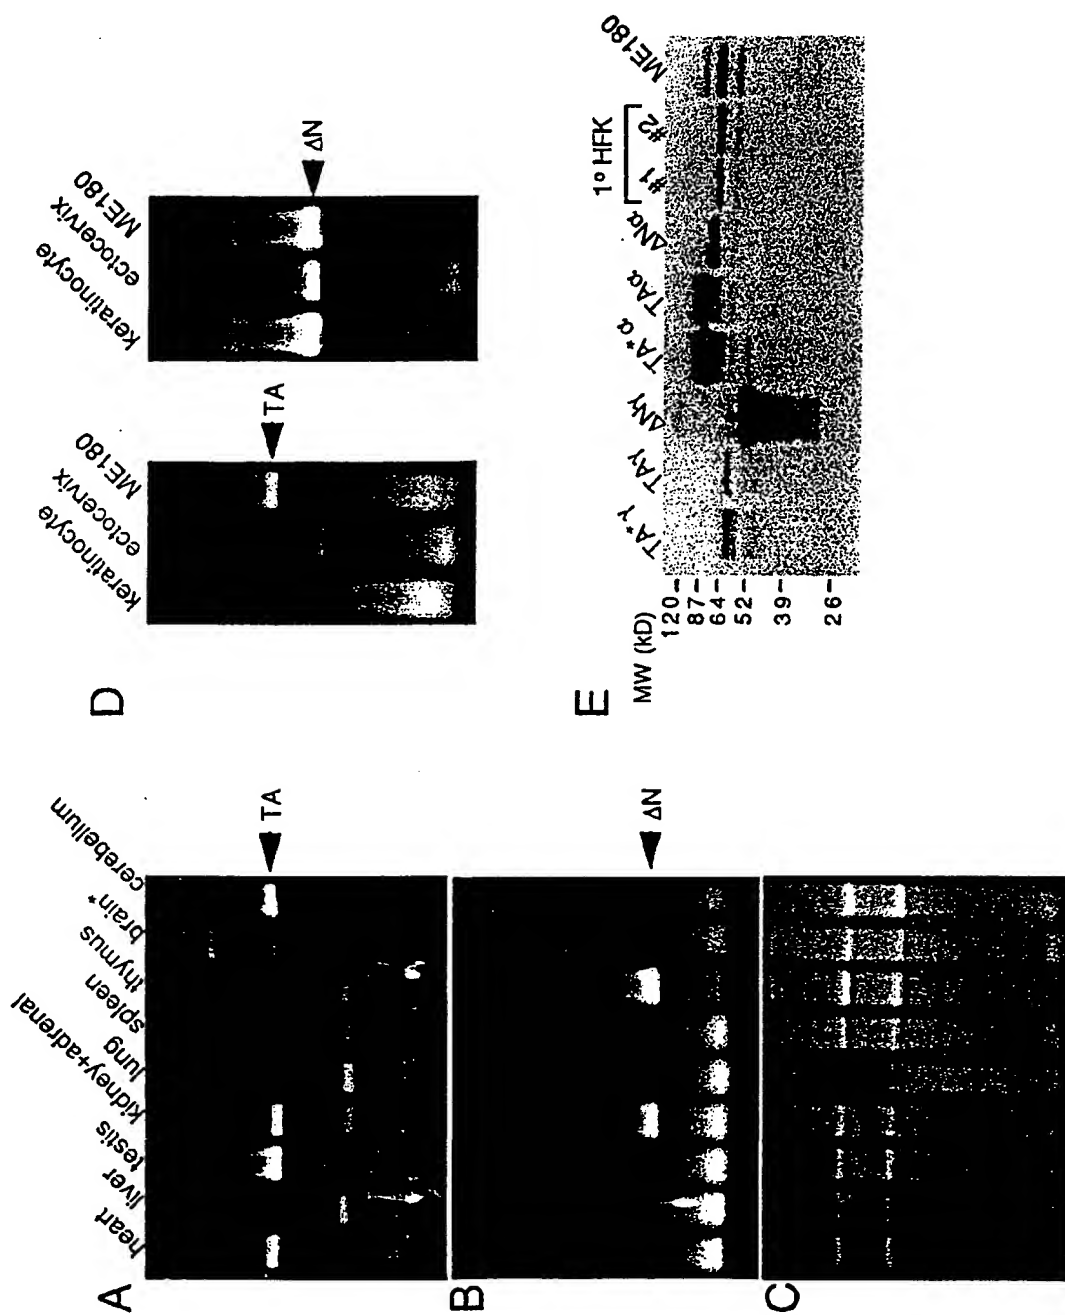 A
heart
liver
testis
kidney+adrenal
lung
spleen
thymus
brain*
cerebellum
TA
B
ΔN
C
D
keratinocyte
ectocervix
ME180
TA
keratinocyte
ectocervix
ME180
ΔN
E
MW (kD)
120
87
64
52
39
26
TA*γ
TAγ
ΔNγ
TA*α
TAα
ΔNα
1º HFK
#1
#2
ME180